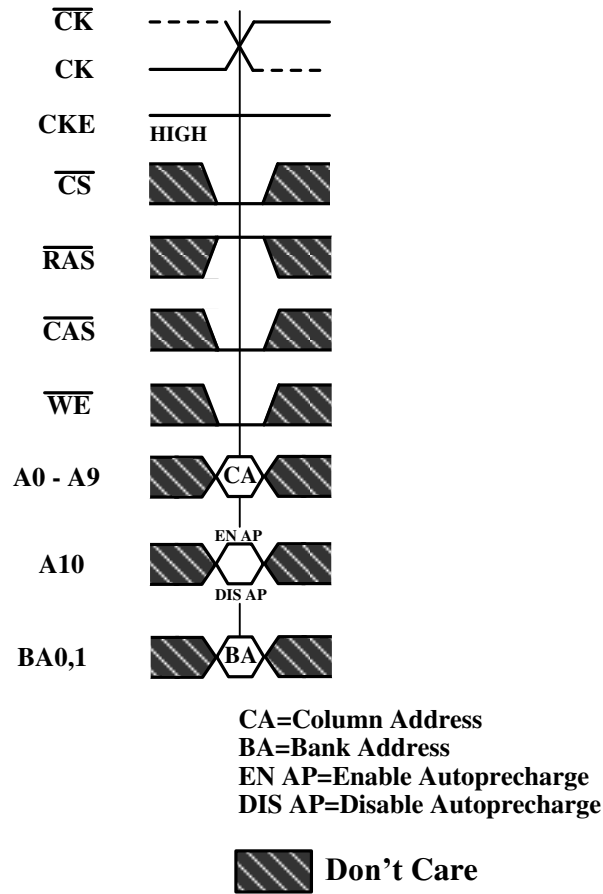 CK
CK
CKE
HIGH
CS
RAS
CAS
WE
A0 - A9
CA
EN AP
A10
DIS AP
BA0,1
BA
CA=Column Address
BA=Bank Address
EN AP=Enable Autoprecharge
DIS AP=Disable Autoprecharge
Don't Care